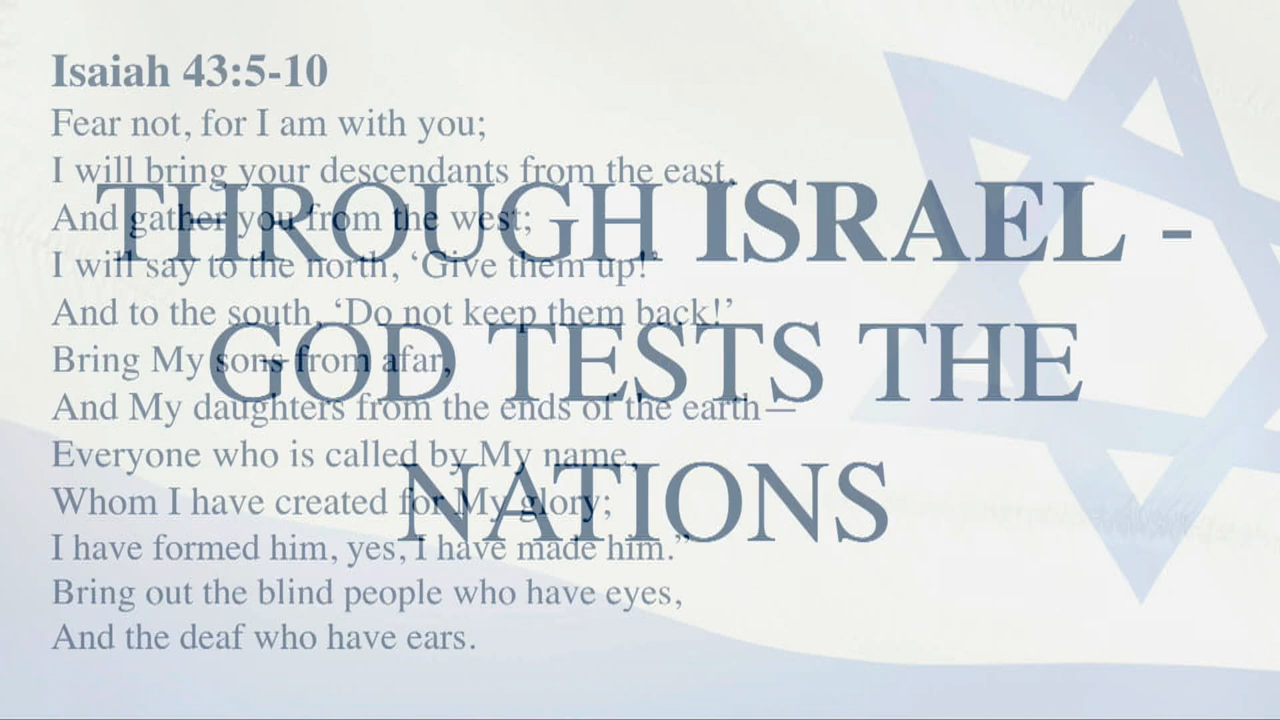 Isaiah 43:5-10
Fear not, for I am with you;
I will bring your descendants from the east,
And gather you from the west;
I will say to the north, ‘Give them up!’
And to the south, ‘Do not keep them back!’
Bring My sons from afar,
And My daughters from the ends of the earth—
Everyone who is called by My name,
Whom I have created for My glory;
I have formed him, yes, I have made him.”
Bring out the blind people who have eyes,
And the deaf who have ears.
THROUGH ISRAEL -
GOD TESTS THE
NATIONS